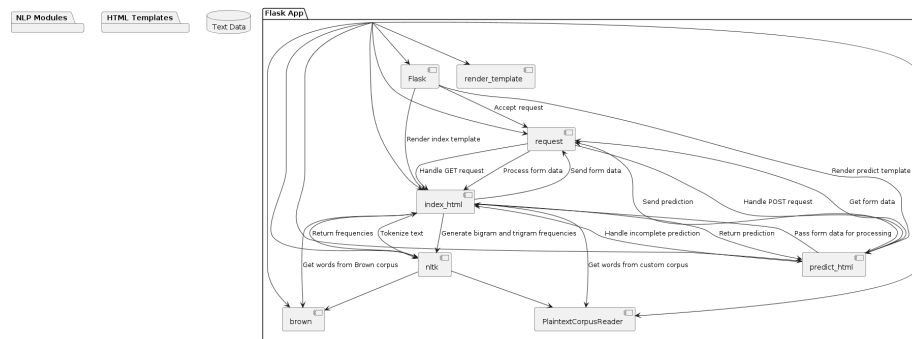 NLP Modules
HTML Templates
Text Data
Flask App
Flask
render_template
Accept request
request
Render index template
Handle GET request
Process form data
Send form data
Render predict template
Send prediction
Handle POST request
Get form data
index_html
Return frequencies
Tokenize text
Generate bigram and trigram frequencies
Handle incomplete prediction
Return prediction
Pass form data for processing
Get words from Brown corpus
nltk
Get words from custom corpus
predict_html
brown
PlaintextCorpusReader